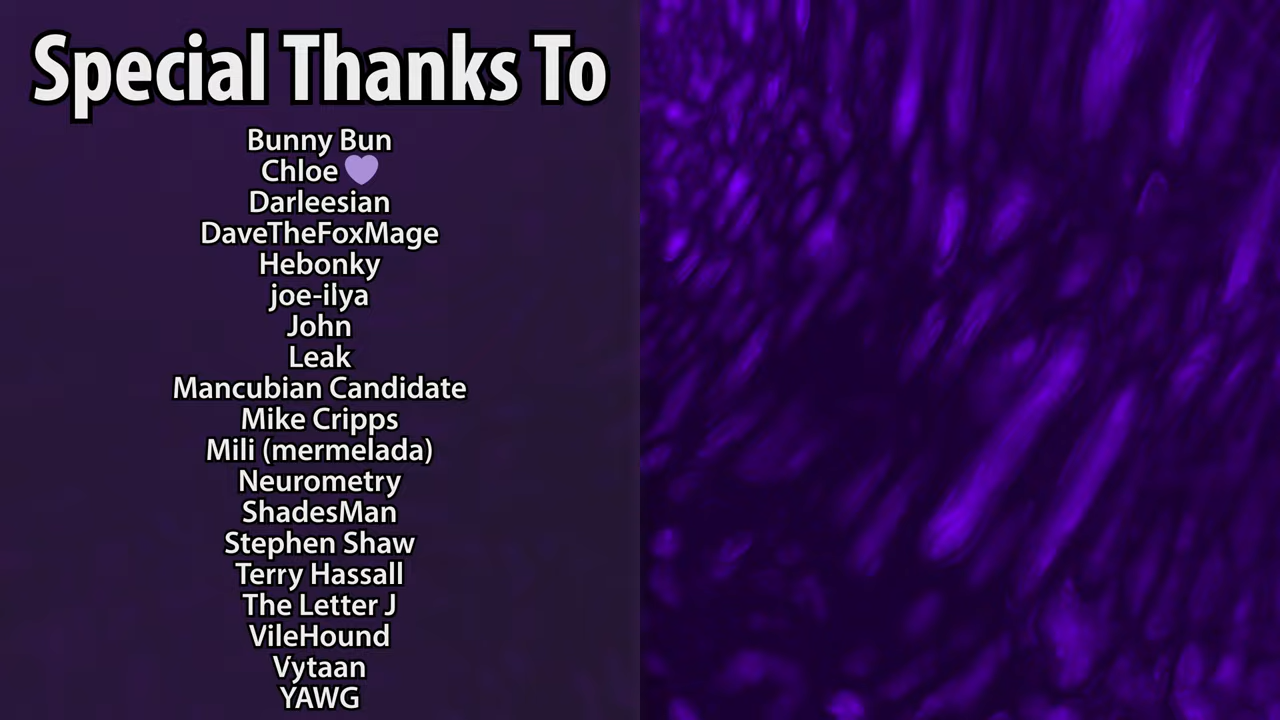 Special Thanks To
Bunny Bun
Chloe 💜
Darleesian
DaveTheFoxMage
Hebonky
joe-ilya
John
Leak
Mancubian Candidate
Mike Cripps
Mili (mermelada)
Neurometry
ShadesMan
Stephen Shaw
Terry Hassall
The Letter J
VileHound
Vytaan
YAWG